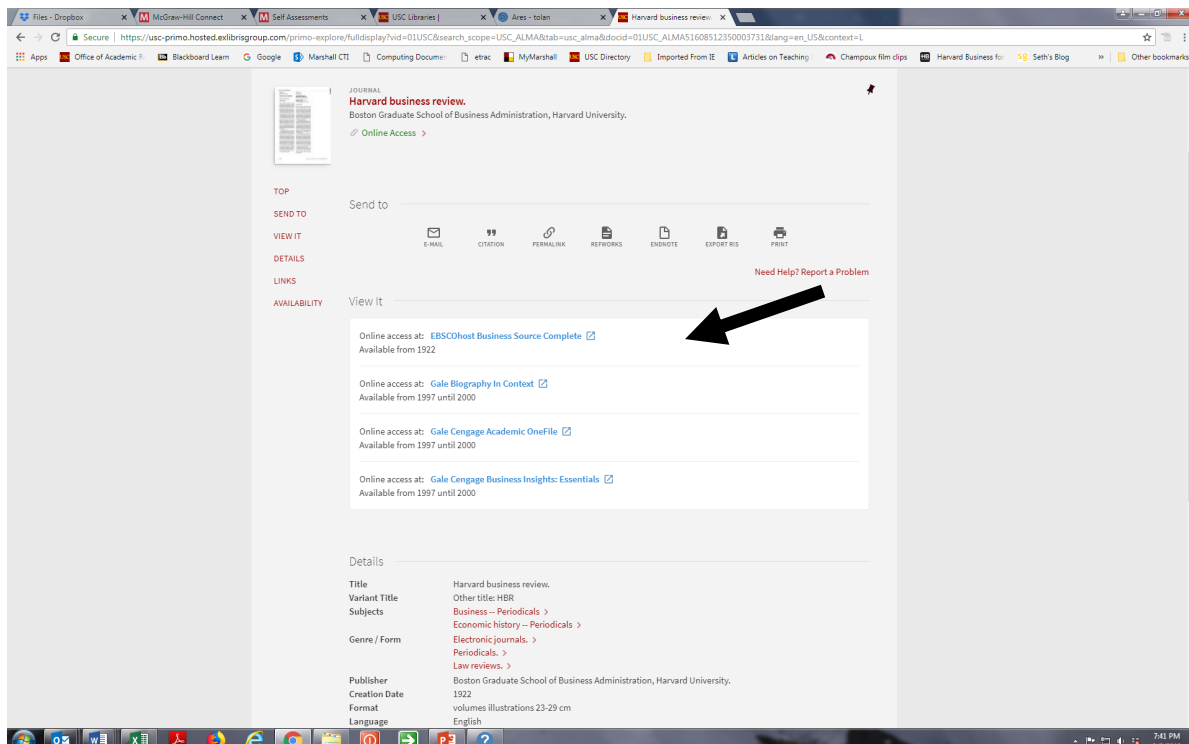 Files - Dropbox
McGraw-Hill Connect
Self Assessments
USC Libraries |
Ares - tolan
Harvard business review.
Secure | https://usc-primo.hosted.exlibrisgroup.com/primo-explore/fulldisplay?vid=01USC&search_scope=USC_ALMA&tab=usc_alma&docid=01USC_ALMA51608512350003731&lang=en_US&context=L
Apps
Office of Academic R
Blackboard Learn
G Google
Marshall CTI
Computing Documen
etrac
MyMarshall
USC Directory
Imported From IE
Articles on Teaching
Champoux film clips
HB Harvard Business for
Seth's Blog
»
Other bookmarks
JOURNAL
Harvard business review.
Boston Graduate School of Business Administration, Harvard University.
Online Access >
TOP
SEND TO
VIEW IT
DETAILS
LINKS
AVAILABILITY
Send to
E-MAIL
CITATION
PERMALINK
REFWORKS
ENDNOTE
EXPORT RIS
PRINT
Need Help? Report a Problem
View It
Online access at: EBSCOhost Business Source Complete
Available from 1922
Online access at: Gale Biography In Context
Available from 1997 until 2000
Online access at: Gale Cengage Academic OneFile
Available from 1997 until 2000
Online access at: Gale Cengage Business Insights: Essentials
Available from 1997 until 2000
Details
Title Harvard business review.
Variant Title Other title: HBR
Subjects Business -- Periodicals >
Economic history -- Periodicals >
Genre / Form Electronic journals. >
Periodicals. >
Law reviews. >
Publisher Boston Graduate School of Business Administration, Harvard University.
Creation Date 1922
Format volumes illustrations 23-29 cm
Language English
7:41 PM